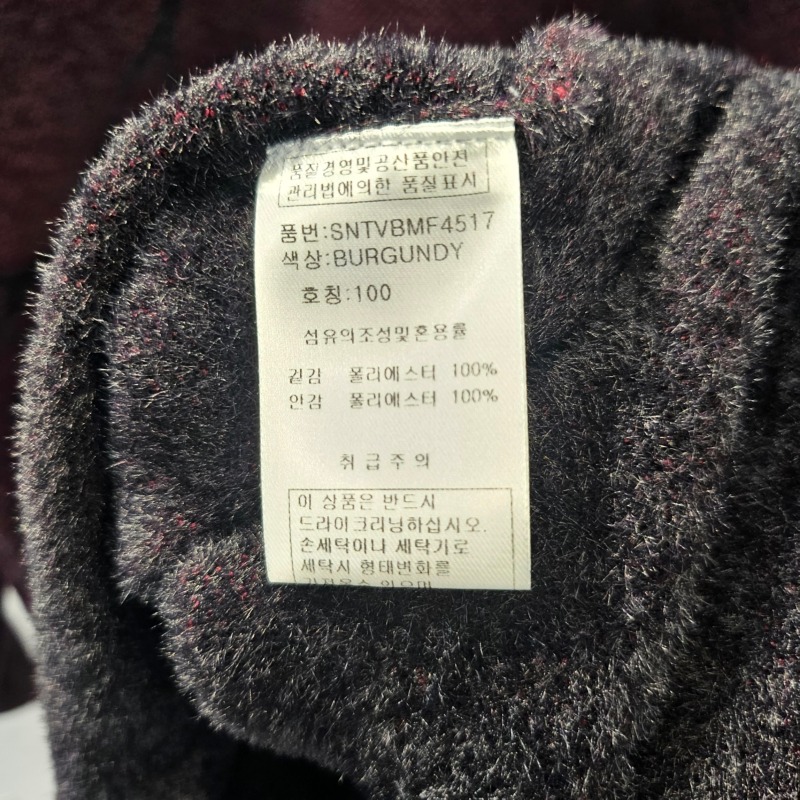 품질경영및공산품안전
관리법에의한 품질표시
품번:SNTVBMF4517
색상:BURGUNDY
호칭:100
섬유의조성및혼용률
겉감 폴리에스터 100%
안감 폴리에스터 100%
취급주의
이 상품은 반드시
드라이크리닝하십시오.
손세탁이나 세탁기로
세탁시 형태변화를